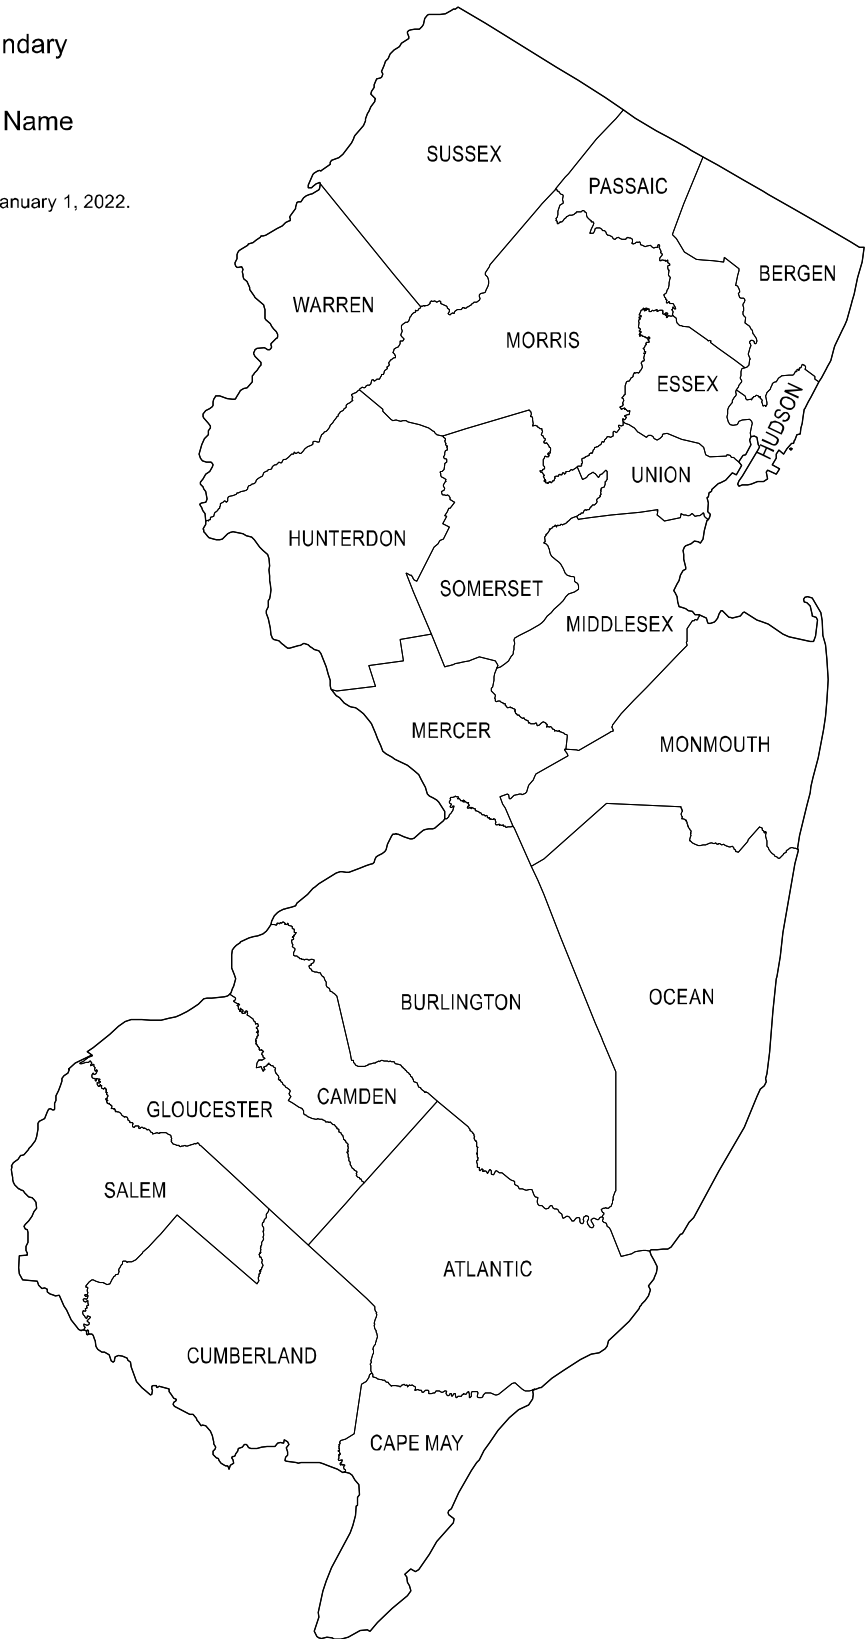 ndary
Name
anuary 1, 2022.
SUSSEX
PASSAIC
BERGEN
WARREN
MORRIS
ESSEX
HUDSON
UNION
HUNTERDON
SOMERSET
MIDDLESEX
MERCER
MONMOUTH
OCEAN
BURLINGTON
CAMDEN
GLOUCESTER
SALEM
ATLANTIC
CUMBERLAND
CAPE MAY